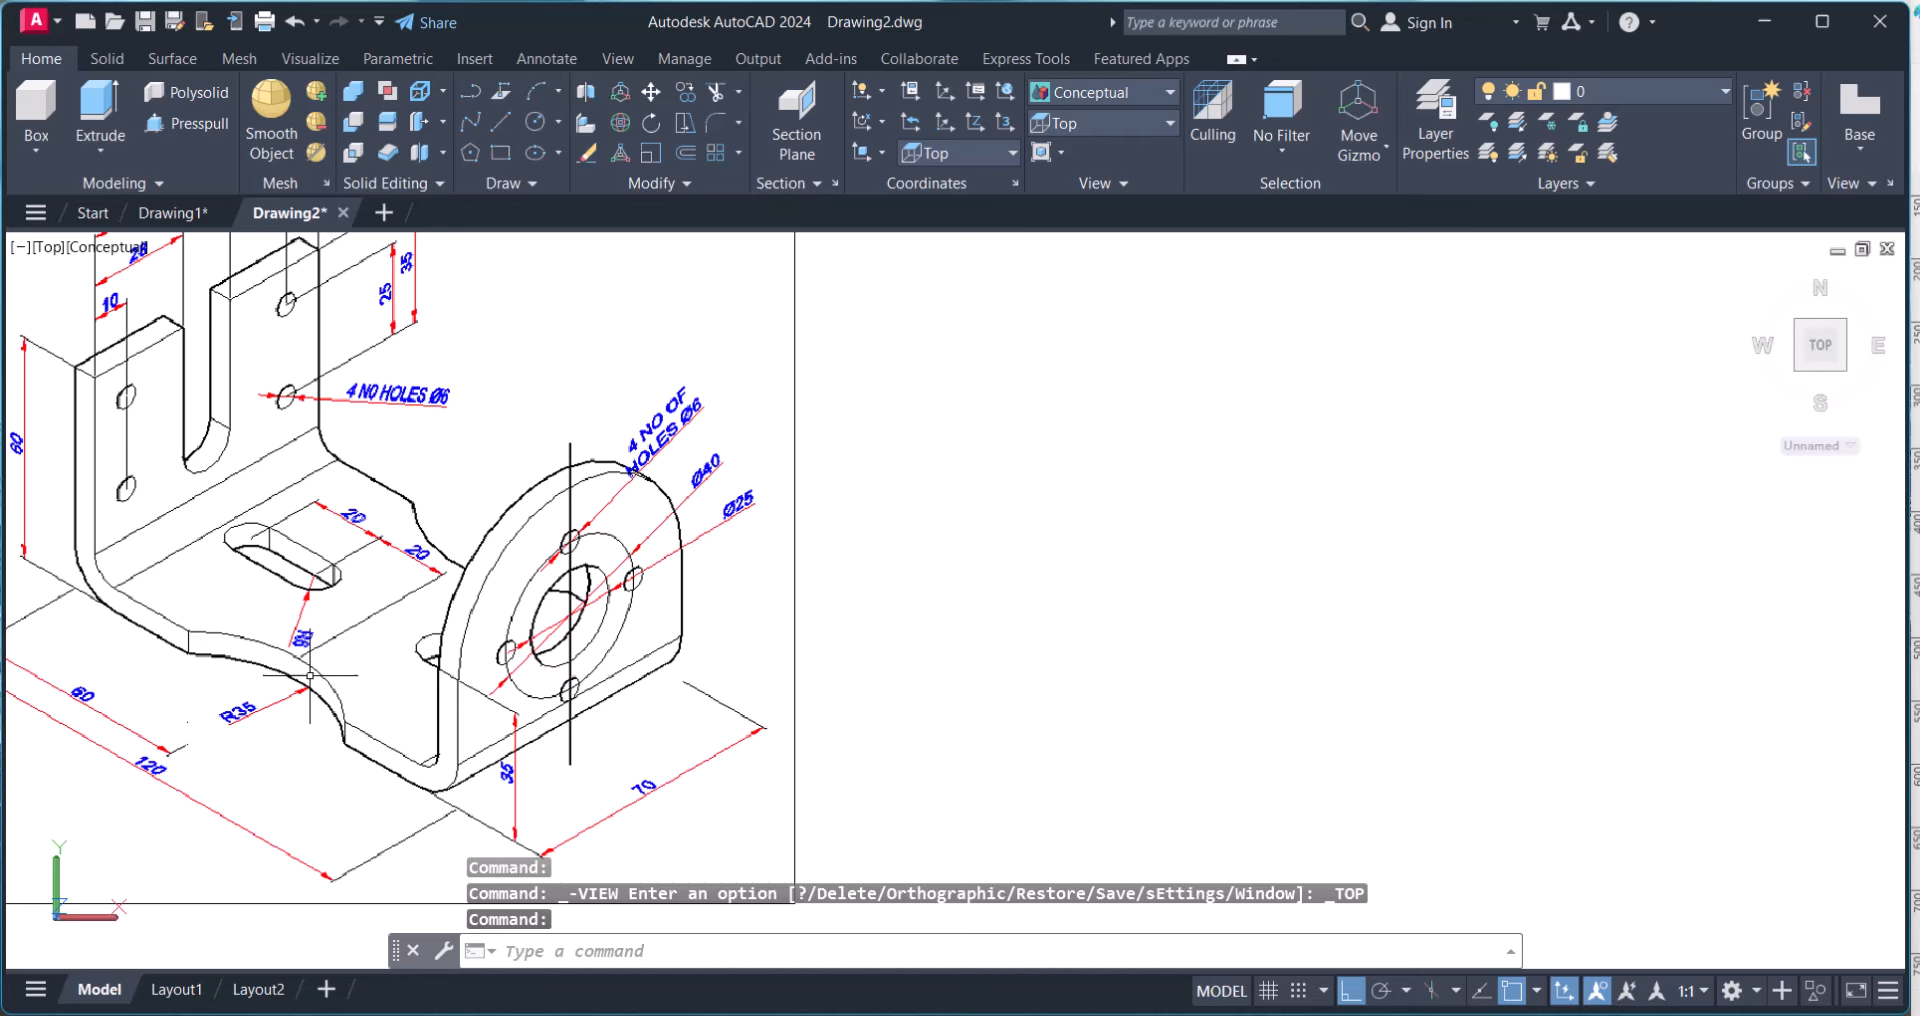 A
Share
Autodesk AutoCAD 2024 Drawing2.dwg
Type a keyword or phrase
Sign In
Home Solid Surface Mesh Visualize Parametric Insert Annotate View Manage Output Add-ins Collaborate Express Tools Featured Apps
Box
Extrude
Polysolid
Presspull
Modeling
Smooth
Object
Mesh
Solid Editing
Draw
Modify
Section
Plane
Section
Top
Coordinates
Conceptual
Top
View
Culling
No Filter
Move
Gizmo
Selection
Layer
Properties
0
Layers
Group
Groups
Base
View
Start Drawing1* Drawing2*
[−][Top][Conceptual]
10
35
25
60
4 NO HOLES Ø6
4 NO OF
HOLES Ø6
Ø40
Ø25
20
20
R35
60
120
35
70
N
W TOP E
S
Unnamed
Y
X
Command:
Command: _-VIEW Enter an option [?/Delete/Orthographic/Restore/Save/sEttings/Window]: _TOP
Command:
Type a command
Model Layout1 Layout2
MODEL
1:1